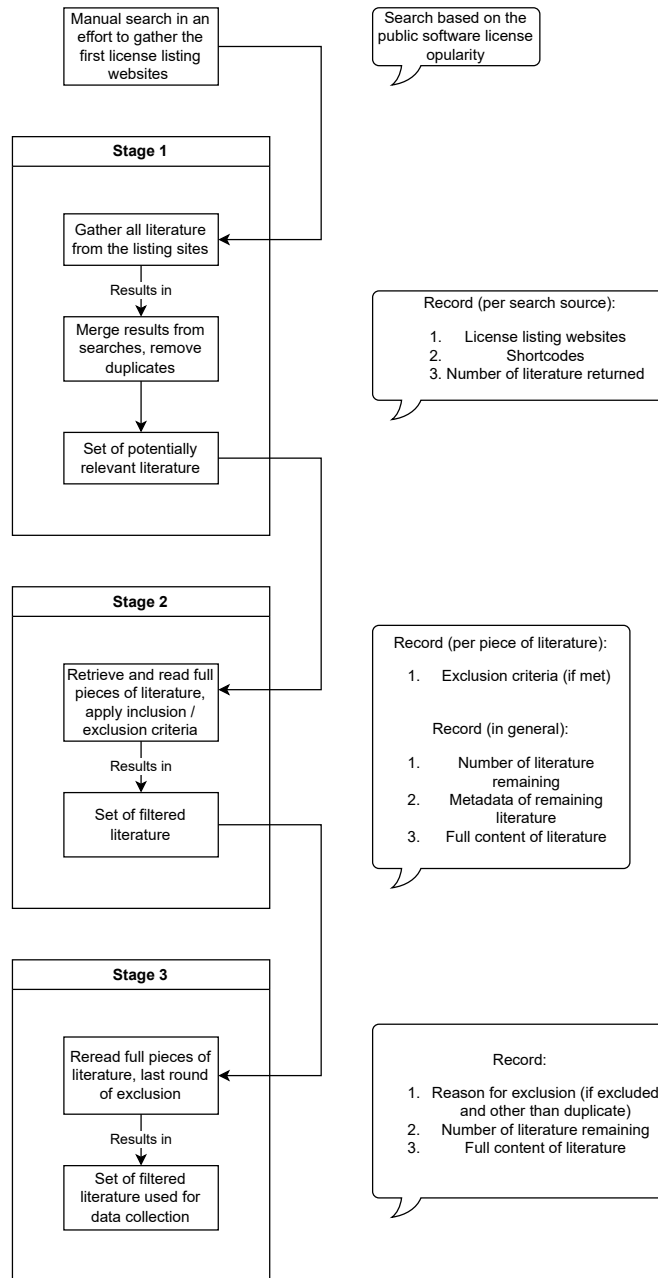 Manual search in an
effort to gather the
first license listing
websites
Search based on the
public software license
opularity
Stage 1
Gather all literature
from the listing sites
Results in
Merge results from
searches, remove
duplicates
Set of potentially
relevant literature
Record (per search source):
1. License listing websites
2. Shortcodes
3. Number of literature returned
Stage 2
Retrieve and read full
pieces of literature,
apply inclusion /
exclusion criteria
Results in
Set of filtered
literature
Record (per piece of literature):
1. Exclusion criteria (if met)
Record (in general):
1. Number of literature
remaining
2. Metadata of remaining
literature
3. Full content of literature
Stage 3
Reread full pieces of
literature, last round
of exclusion
Results in
Set of filtered
literature used for
data collection
Record:
1. Reason for exclusion (if excluded
and other than duplicate)
2. Number of literature remaining
3. Full content of literature